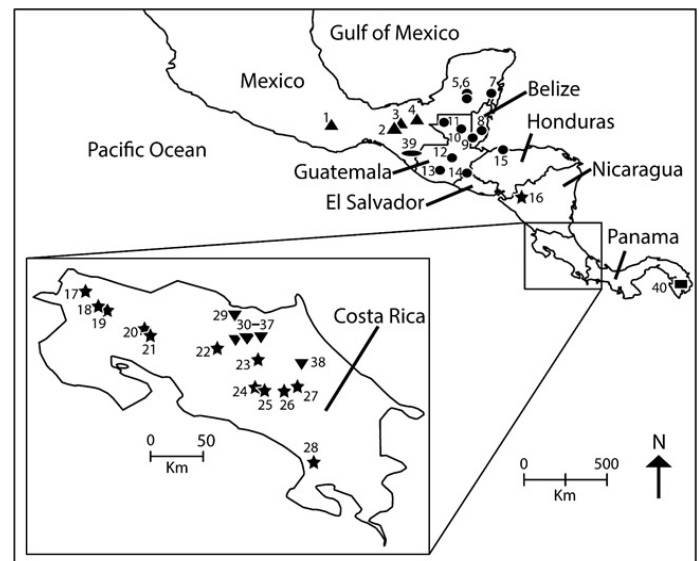 Gulf of Mexico
Mexico
5,6
7
Belize
1
3
4
2
11
8
10
9
Honduras
Pacific Ocean
39
12
15
Guatemala
13
14
Nicaragua
El Salvador
16
Panama
40
17
18
19
20
21
29
30–37
22
Costa Rica
23
38
24
25
26
27
28
0 50
Km
0 500
Km
N